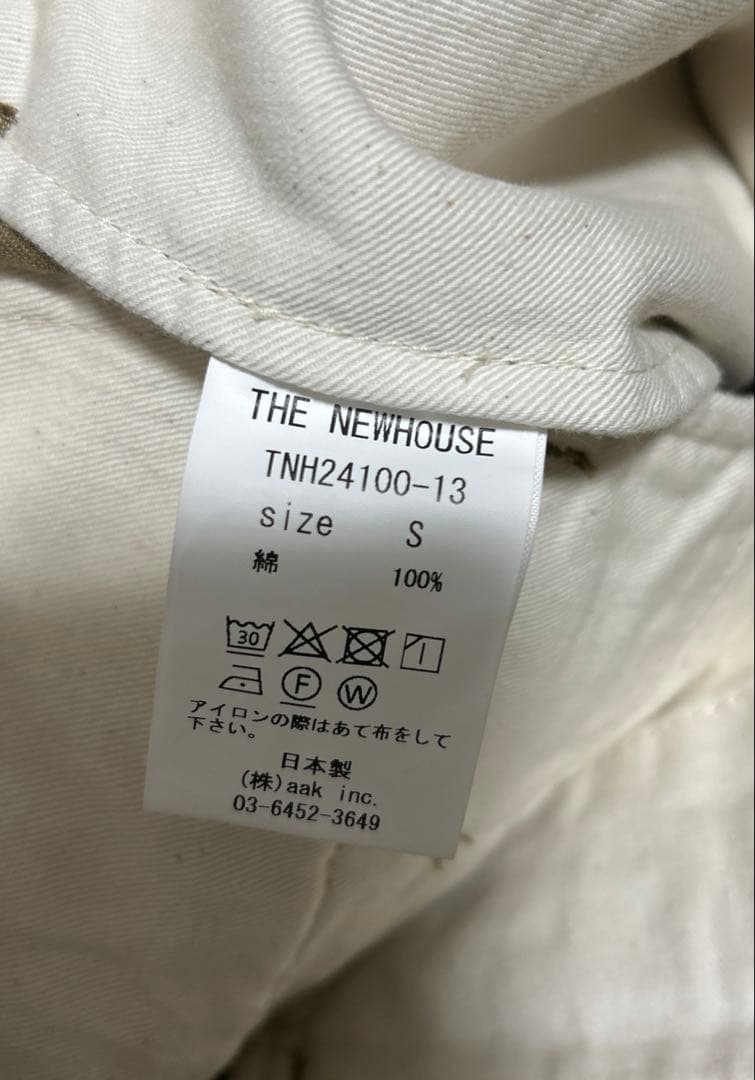 THE NEWHOUSE
TNH24100-13
size S
綿 100%
30
F W
アイロンの際はあて布をして
下さい。
日本製
(株)aak inc.
03-6452-3649